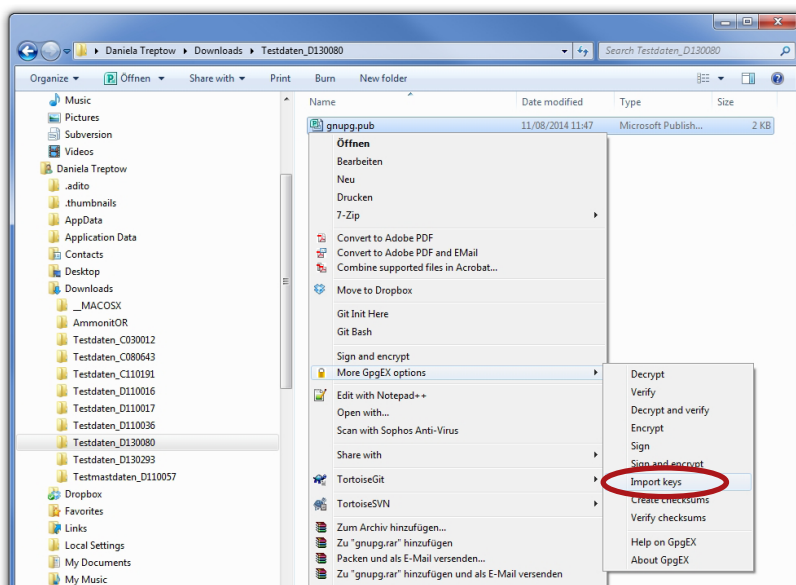 Daniela Treptow Downloads Testdaten_D130080 Search Testdaten_D130080
Organize Öffnen Share with Print Burn New folder
Music
Pictures
Subversion
Videos
Daniela Treptow
.adito
.thumbnails
AppData
Application Data
Contacts
Desktop
Downloads
__MACOSX
AmmonitOR
Testdaten_C030012
Testdaten_C080643
Testdaten_C110191
Testdaten_D110016
Testdaten_D110017
Testdaten_D110036
Testdaten_D130080
Testdaten_D130293
Testmastdaten_D110057
Dropbox
Favorites
Links
Local Settings
My Documents
My Music
Name Date modified Type Size
gnupg.pub 11/08/2014 11:47 Microsoft Publish... 2 KB
Öffnen
Bearbeiten
Neu
Drucken
7-Zip
Convert to Adobe PDF
Convert to Adobe PDF and EMail
Combine supported files in Acrobat...
Move to Dropbox
Git Init Here
Git Bash
Sign and encrypt
More GpgEX options
Edit with Notepad++
Open with...
Scan with Sophos Anti-Virus
Share with
TortoiseGit
TortoiseSVN
Zum Archiv hinzufügen...
Zu "gnupg.rar" hinzufügen
Packen und als E-Mail versenden...
Zu "gnupg.rar" hinzufügen und als E-Mail versenden
Decrypt
Verify
Decrypt and verify
Encrypt
Sign
Sign and encrypt
Import keys
Create checksums
Verify checksums
Help on GpgEX
About GpgEX